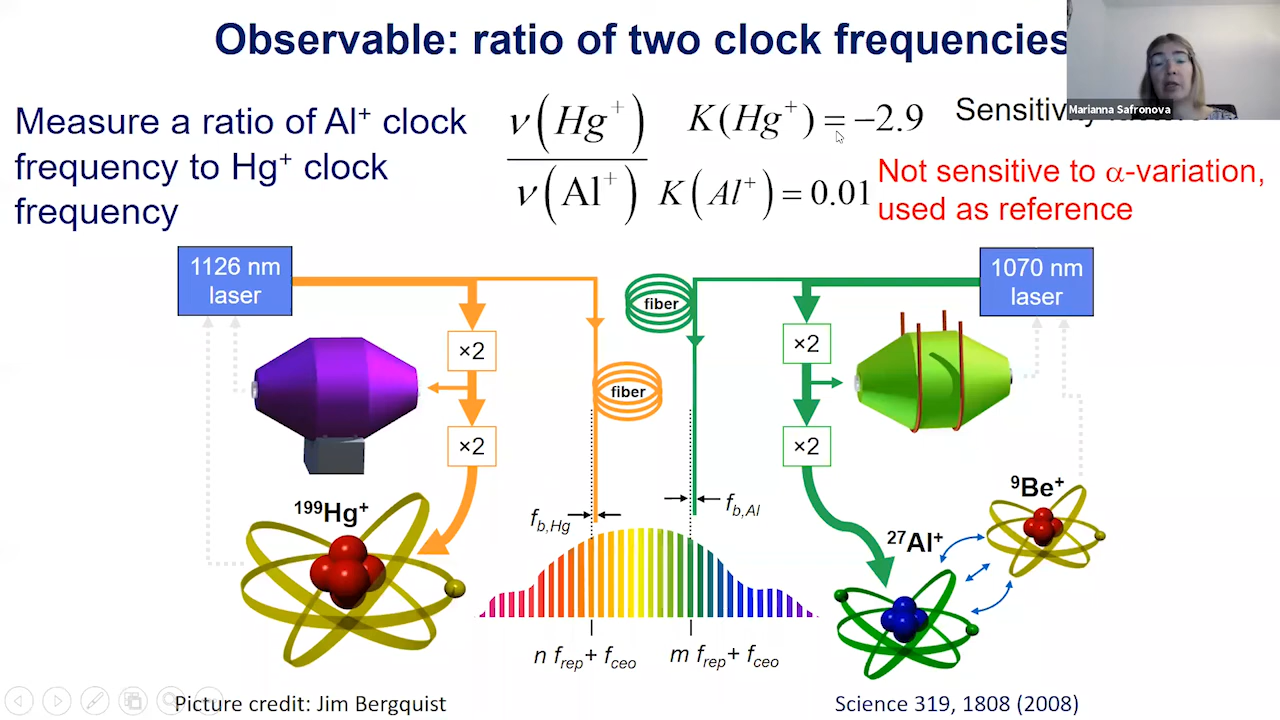 Observable: ratio of two clock frequencies
Marianna Safronova
Measure a ratio of Al⁺ clock
frequency to Hg⁺ clock
frequency
ν(Hg⁺)
ν(Al⁺)
K(Hg⁺) = −2.9
K(Al⁺) = 0.01
Not sensitive to α-variation,
used as reference
1126 nm
laser
fiber
1070 nm
laser
×2
×2
fiber
×2
×2
¹⁹⁹Hg⁺
f_b,Hg
f_b,Al
⁹Be⁺
²⁷Al⁺
n f_rep + f_ceo
m f_rep + f_ceo
Picture credit: Jim Bergquist
Science 319, 1808 (2008)